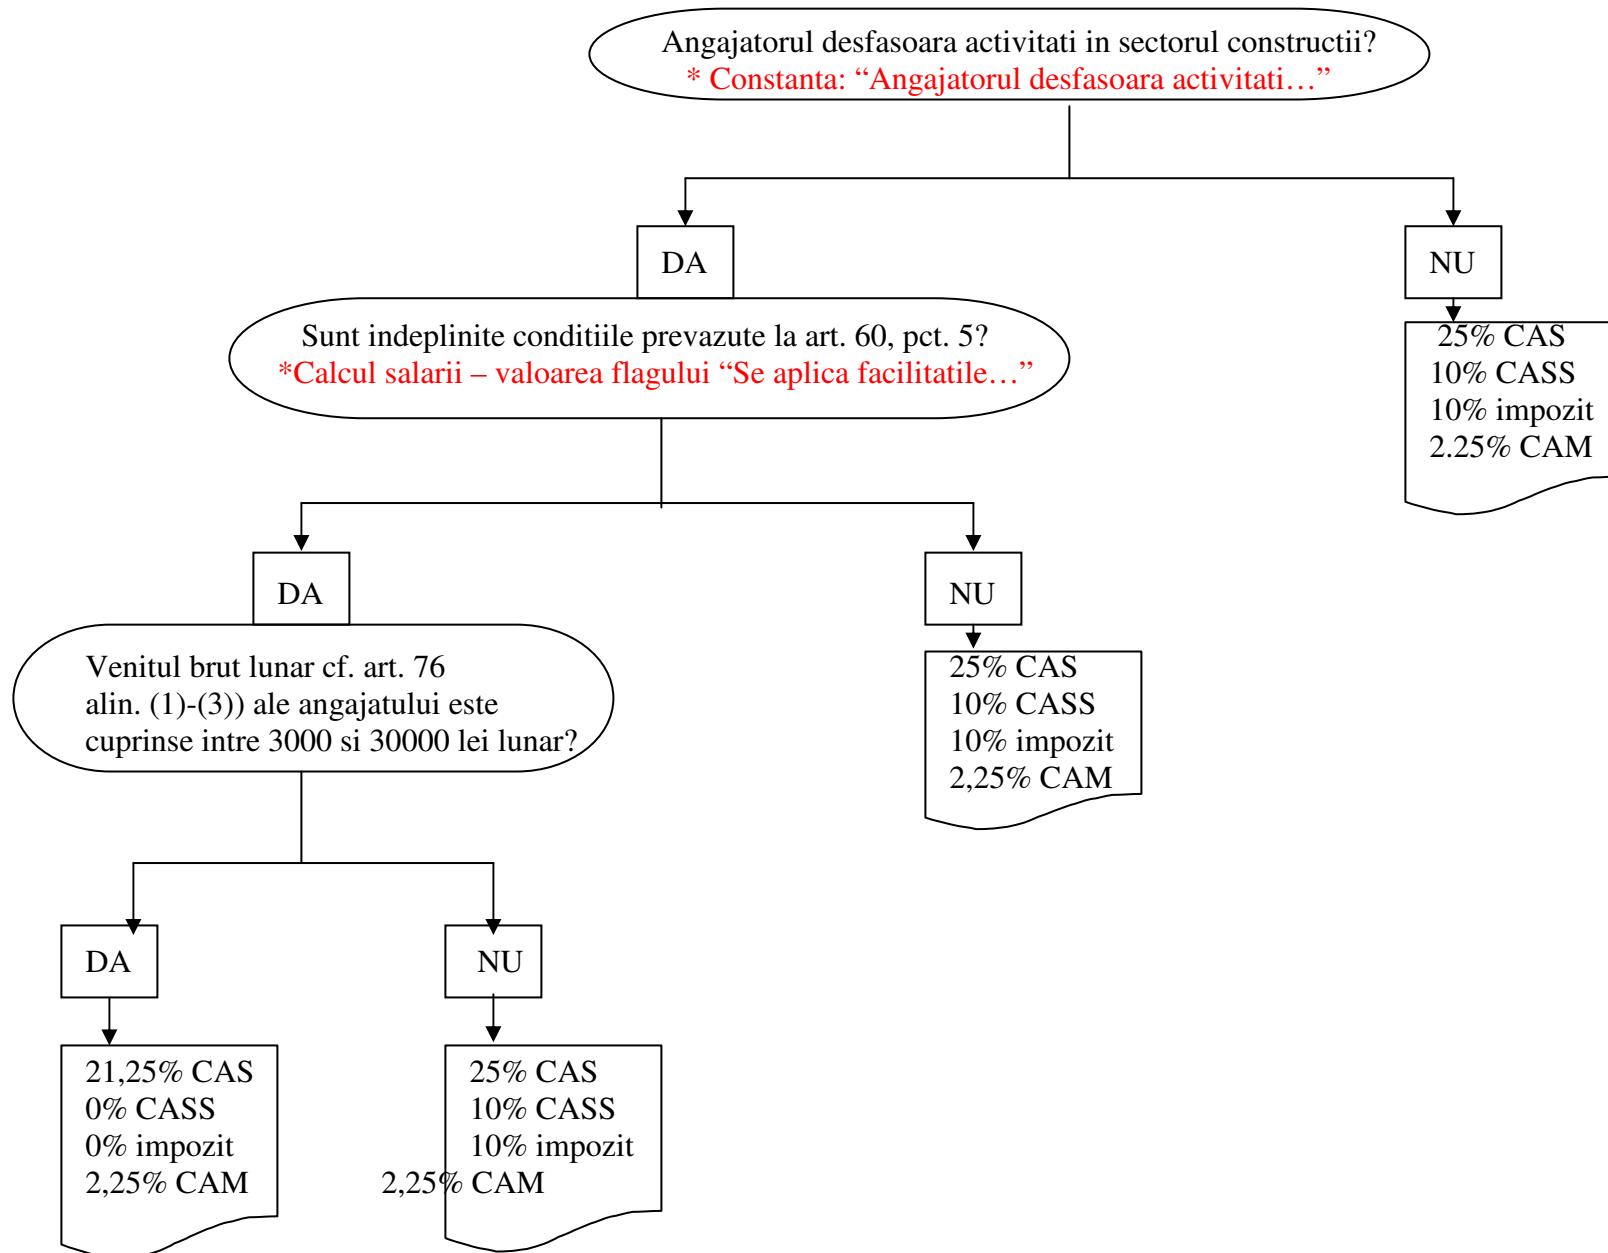 Angajatorul desfasoara activitati in sectorul constructii?
* Constanta: “Angajatorul desfasoara activitati…”
DA
NU
Sunt indeplinite conditiile prevazute la art. 60, pct. 5?
*Calcul salarii – valoarea flagului “Se aplica facilitatile…”
25% CAS
10% CASS
10% impozit
2.25% CAM
DA
NU
Venitul brut lunar cf. art. 76
alin. (1)-(3)) ale angajatului este
cuprinse intre 3000 si 30000 lei lunar?
25% CAS
10% CASS
10% impozit
2,25% CAM
DA
NU
21,25% CAS
0% CASS
0% impozit
2,25% CAM
25% CAS
10% CASS
10% impozit
2,25% CAM